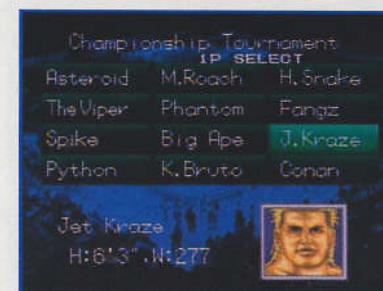 Championship Tournament
1P SELECT
Asteroid M.Roach H.Snake
The Viper Phantom Fangz
Spike Big Ape J.Kraze
Python K.Bruto Conan
Jet Kraze
H:6'3".W:277